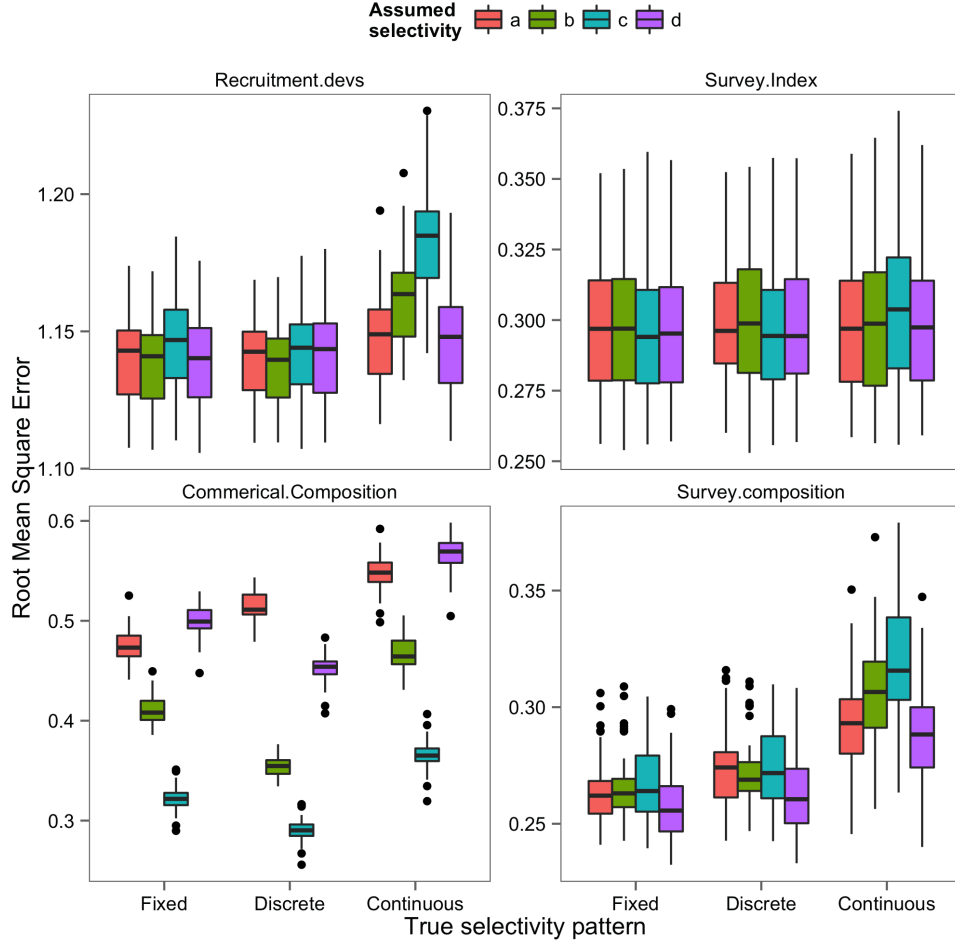 Assumed
selectivity
a b c d
Recruitment.devs
Survey.Index
1.20
1.15
1.10
0.375
0.350
0.325
0.300
0.275
0.250
Root Mean Square Error
Commerical.Composition
Survey.composition
0.6
0.5
0.4
0.3
0.35
0.30
0.25
Fixed Discrete Continuous
Fixed Discrete Continuous
True selectivity pattern